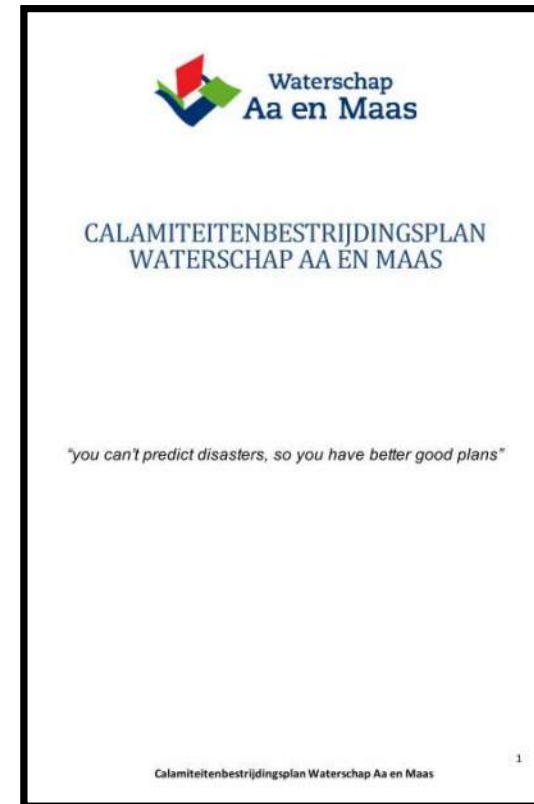 Waterschap
Aa en Maas
CALAMITEITENBESTRIJDINGSPLAN
WATERSCHAP AA EN MAAS
“you can’t predict disasters, so you have better good plans”
1
Calamiteitenbestrijdingsplan Waterschap Aa en Maas